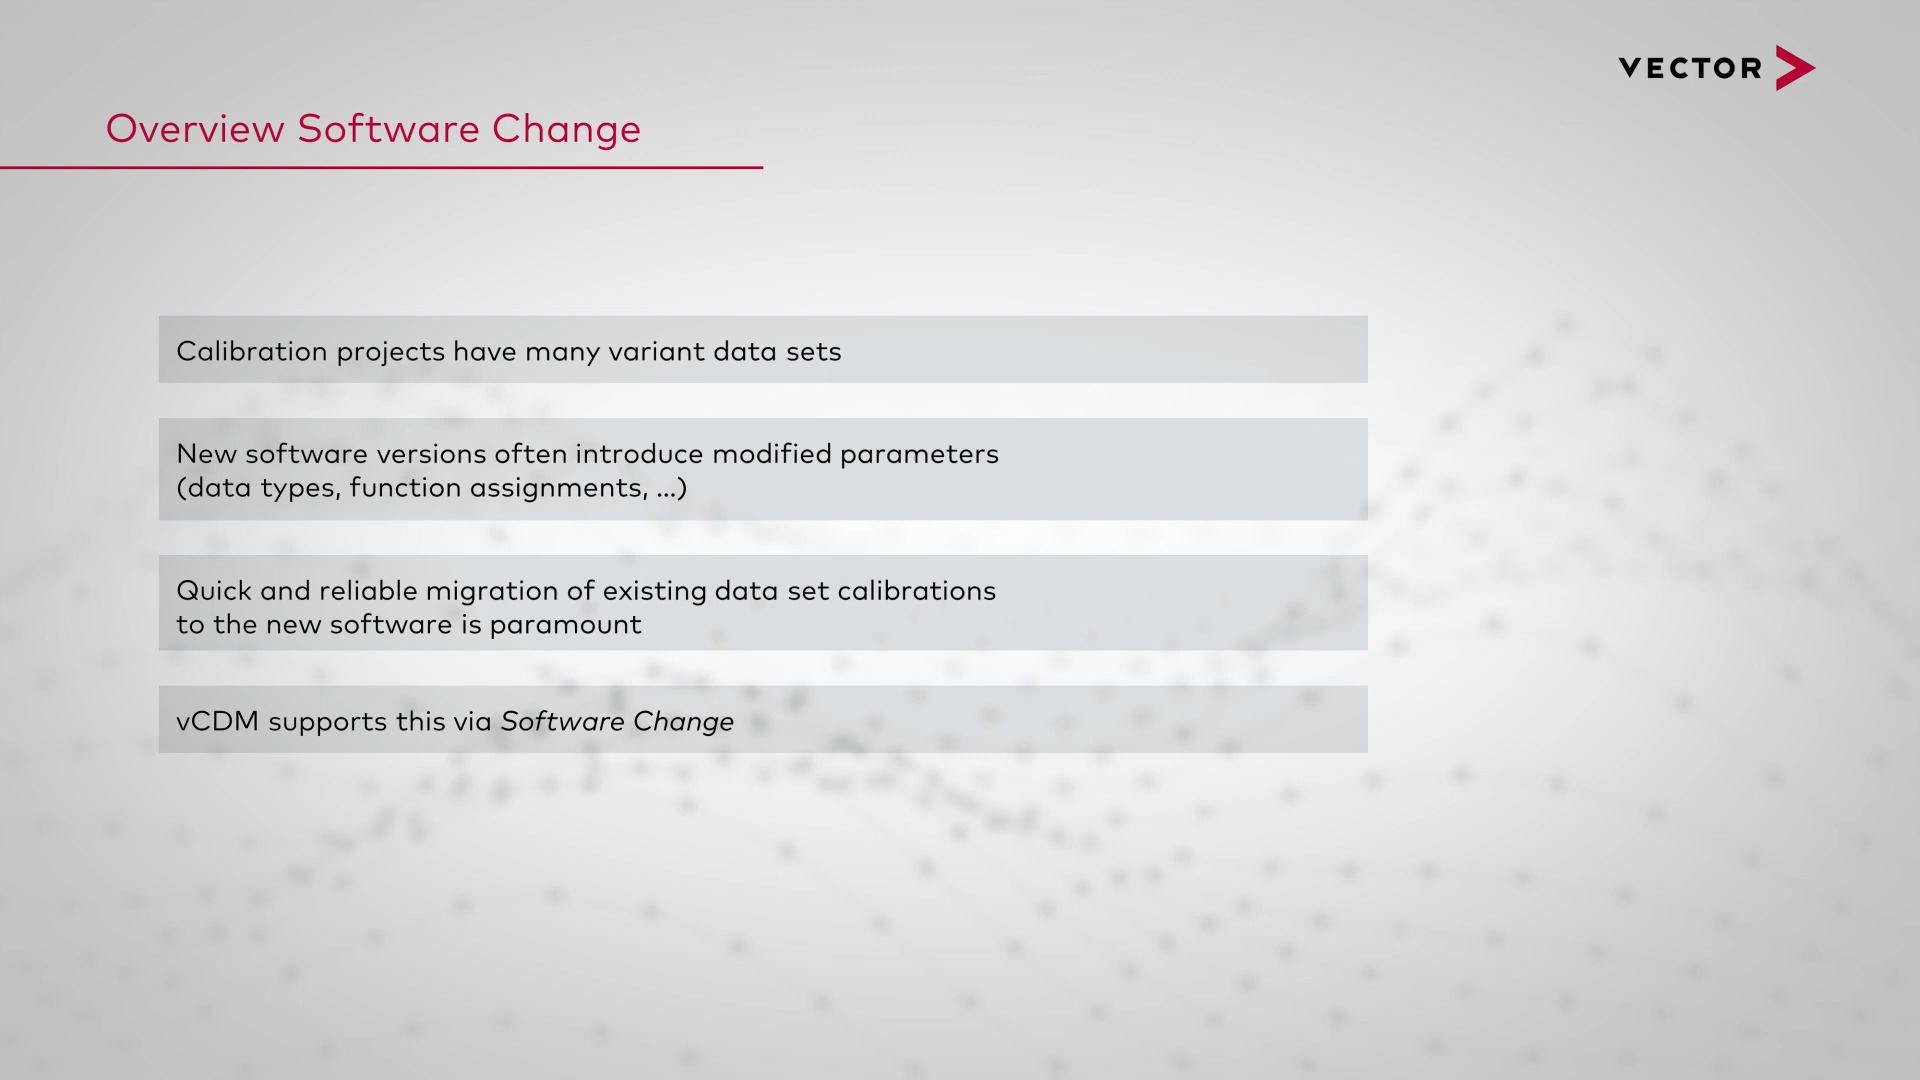 VECTOR
Overview Software Change
Calibration projects have many variant data sets
New software versions often introduce modified parameters
(data types, function assignments, ...)
Quick and reliable migration of existing data set calibrations
to the new software is paramount
vCDM supports this via Software Change